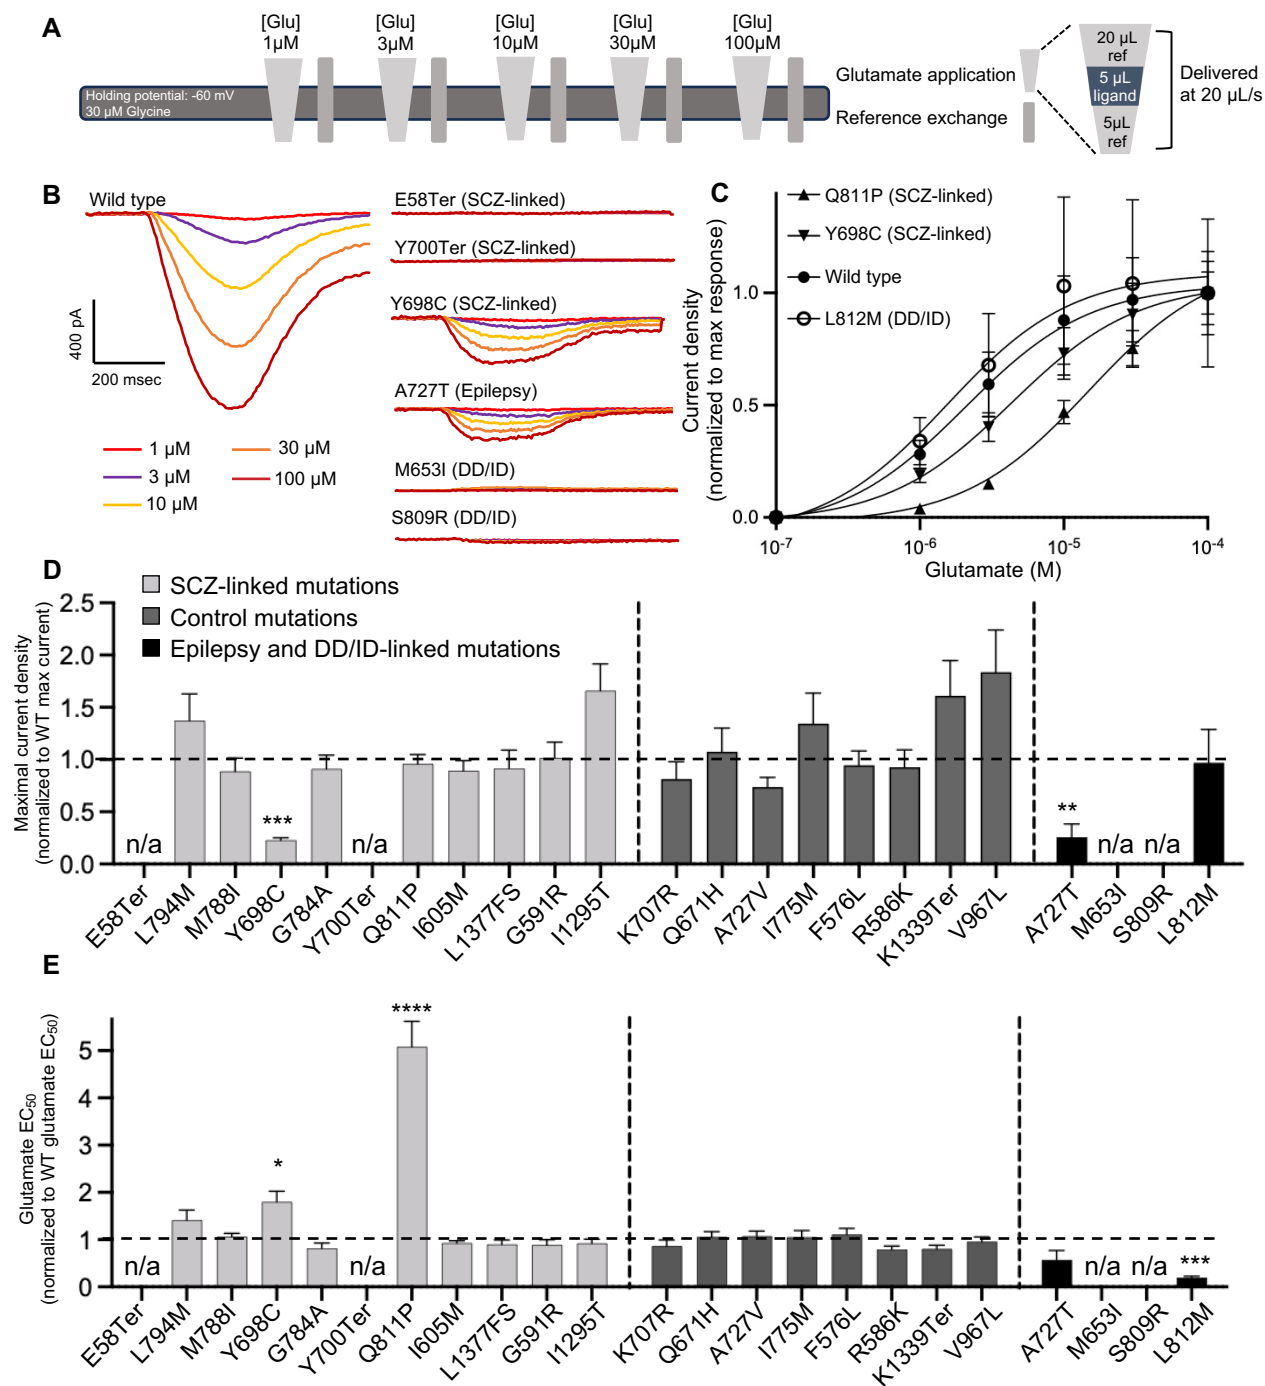 A
[Glu]
1µM
[Glu]
3µM
[Glu]
10µM
[Glu]
30µM
[Glu]
100µM
Holding potential: -60 mV
30 µM Glycine
Glutamate application
Reference exchange
20 µL
ref
5 µL
ligand
5µL
ref
Delivered
at 20 µL/s
B
Wild type
400 pA
200 msec
1 µM
3 µM
10 µM
30 µM
100 µM
E58Ter (SCZ-linked)
Y700Ter (SCZ-linked)
Y698C (SCZ-linked)
A727T (Epilepsy)
M653I (DD/ID)
S809R (DD/ID)
C
Q811P (SCZ-linked)
Y698C (SCZ-linked)
Wild type
L812M (DD/ID)
Current density
(normalized to max response)
1.0
0.5
0.0
10⁻⁷
10⁻⁶
10⁻⁵
10⁻⁴
Glutamate (M)
D
SCZ-linked mutations
Control mutations
Epilepsy and DD/ID-linked mutations
Maximal current density
(normalized to WT max current)
2.5
2.0
1.5
1.0
0.5
0.0
n/a
***
n/a
**
n/a
n/a
E58Ter
L794M
M788I
Y698C
G784A
Y700Ter
Q811P
I605M
L1377FS
G591R
I1295T
K707R
Q671H
A727V
I775M
F576L
R586K
K1339Ter
V967L
A727T
M653I
S809R
L812M
E
Glutamate EC₅₀
(normalized to WT glutamate EC₅₀)
5
4
3
2
1
0
n/a
*
n/a
****
n/a
n/a
***
E58Ter
L794M
M788I
Y698C
G784A
Y700Ter
Q811P
I605M
L1377FS
G591R
I1295T
K707R
Q671H
A727V
I775M
F576L
R586K
K1339Ter
V967L
A727T
M653I
S809R
L812M